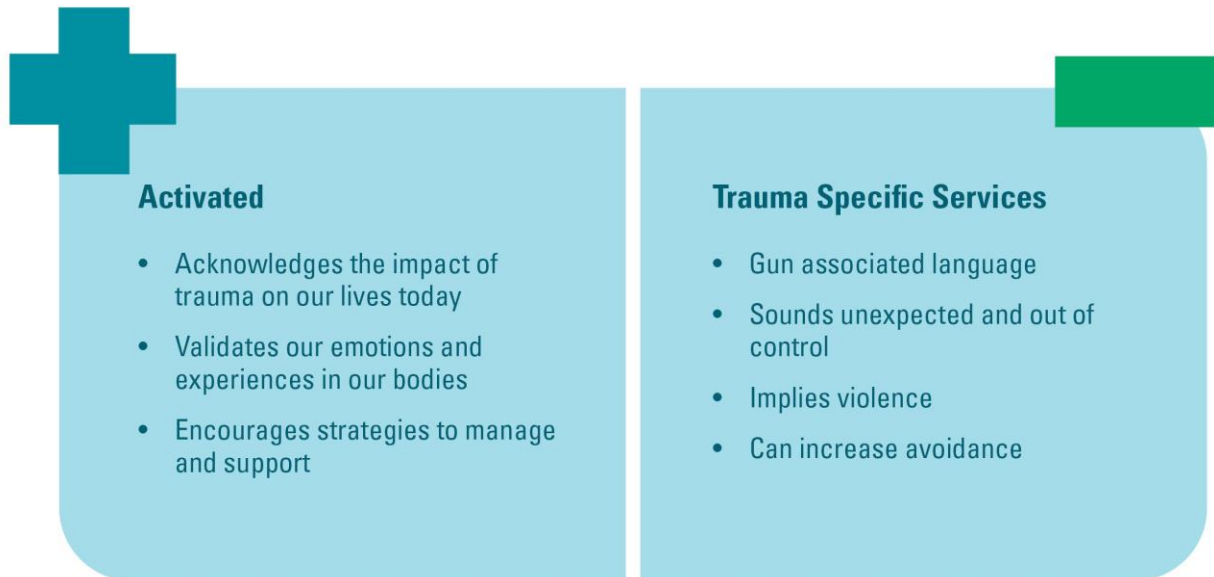 Activated
• Acknowledges the impact of
trauma on our lives today
• Validates our emotions and
experiences in our bodies
• Encourages strategies to manage
and support
Trauma Specific Services
• Gun associated language
• Sounds unexpected and out of
control
• Implies violence
• Can increase avoidance